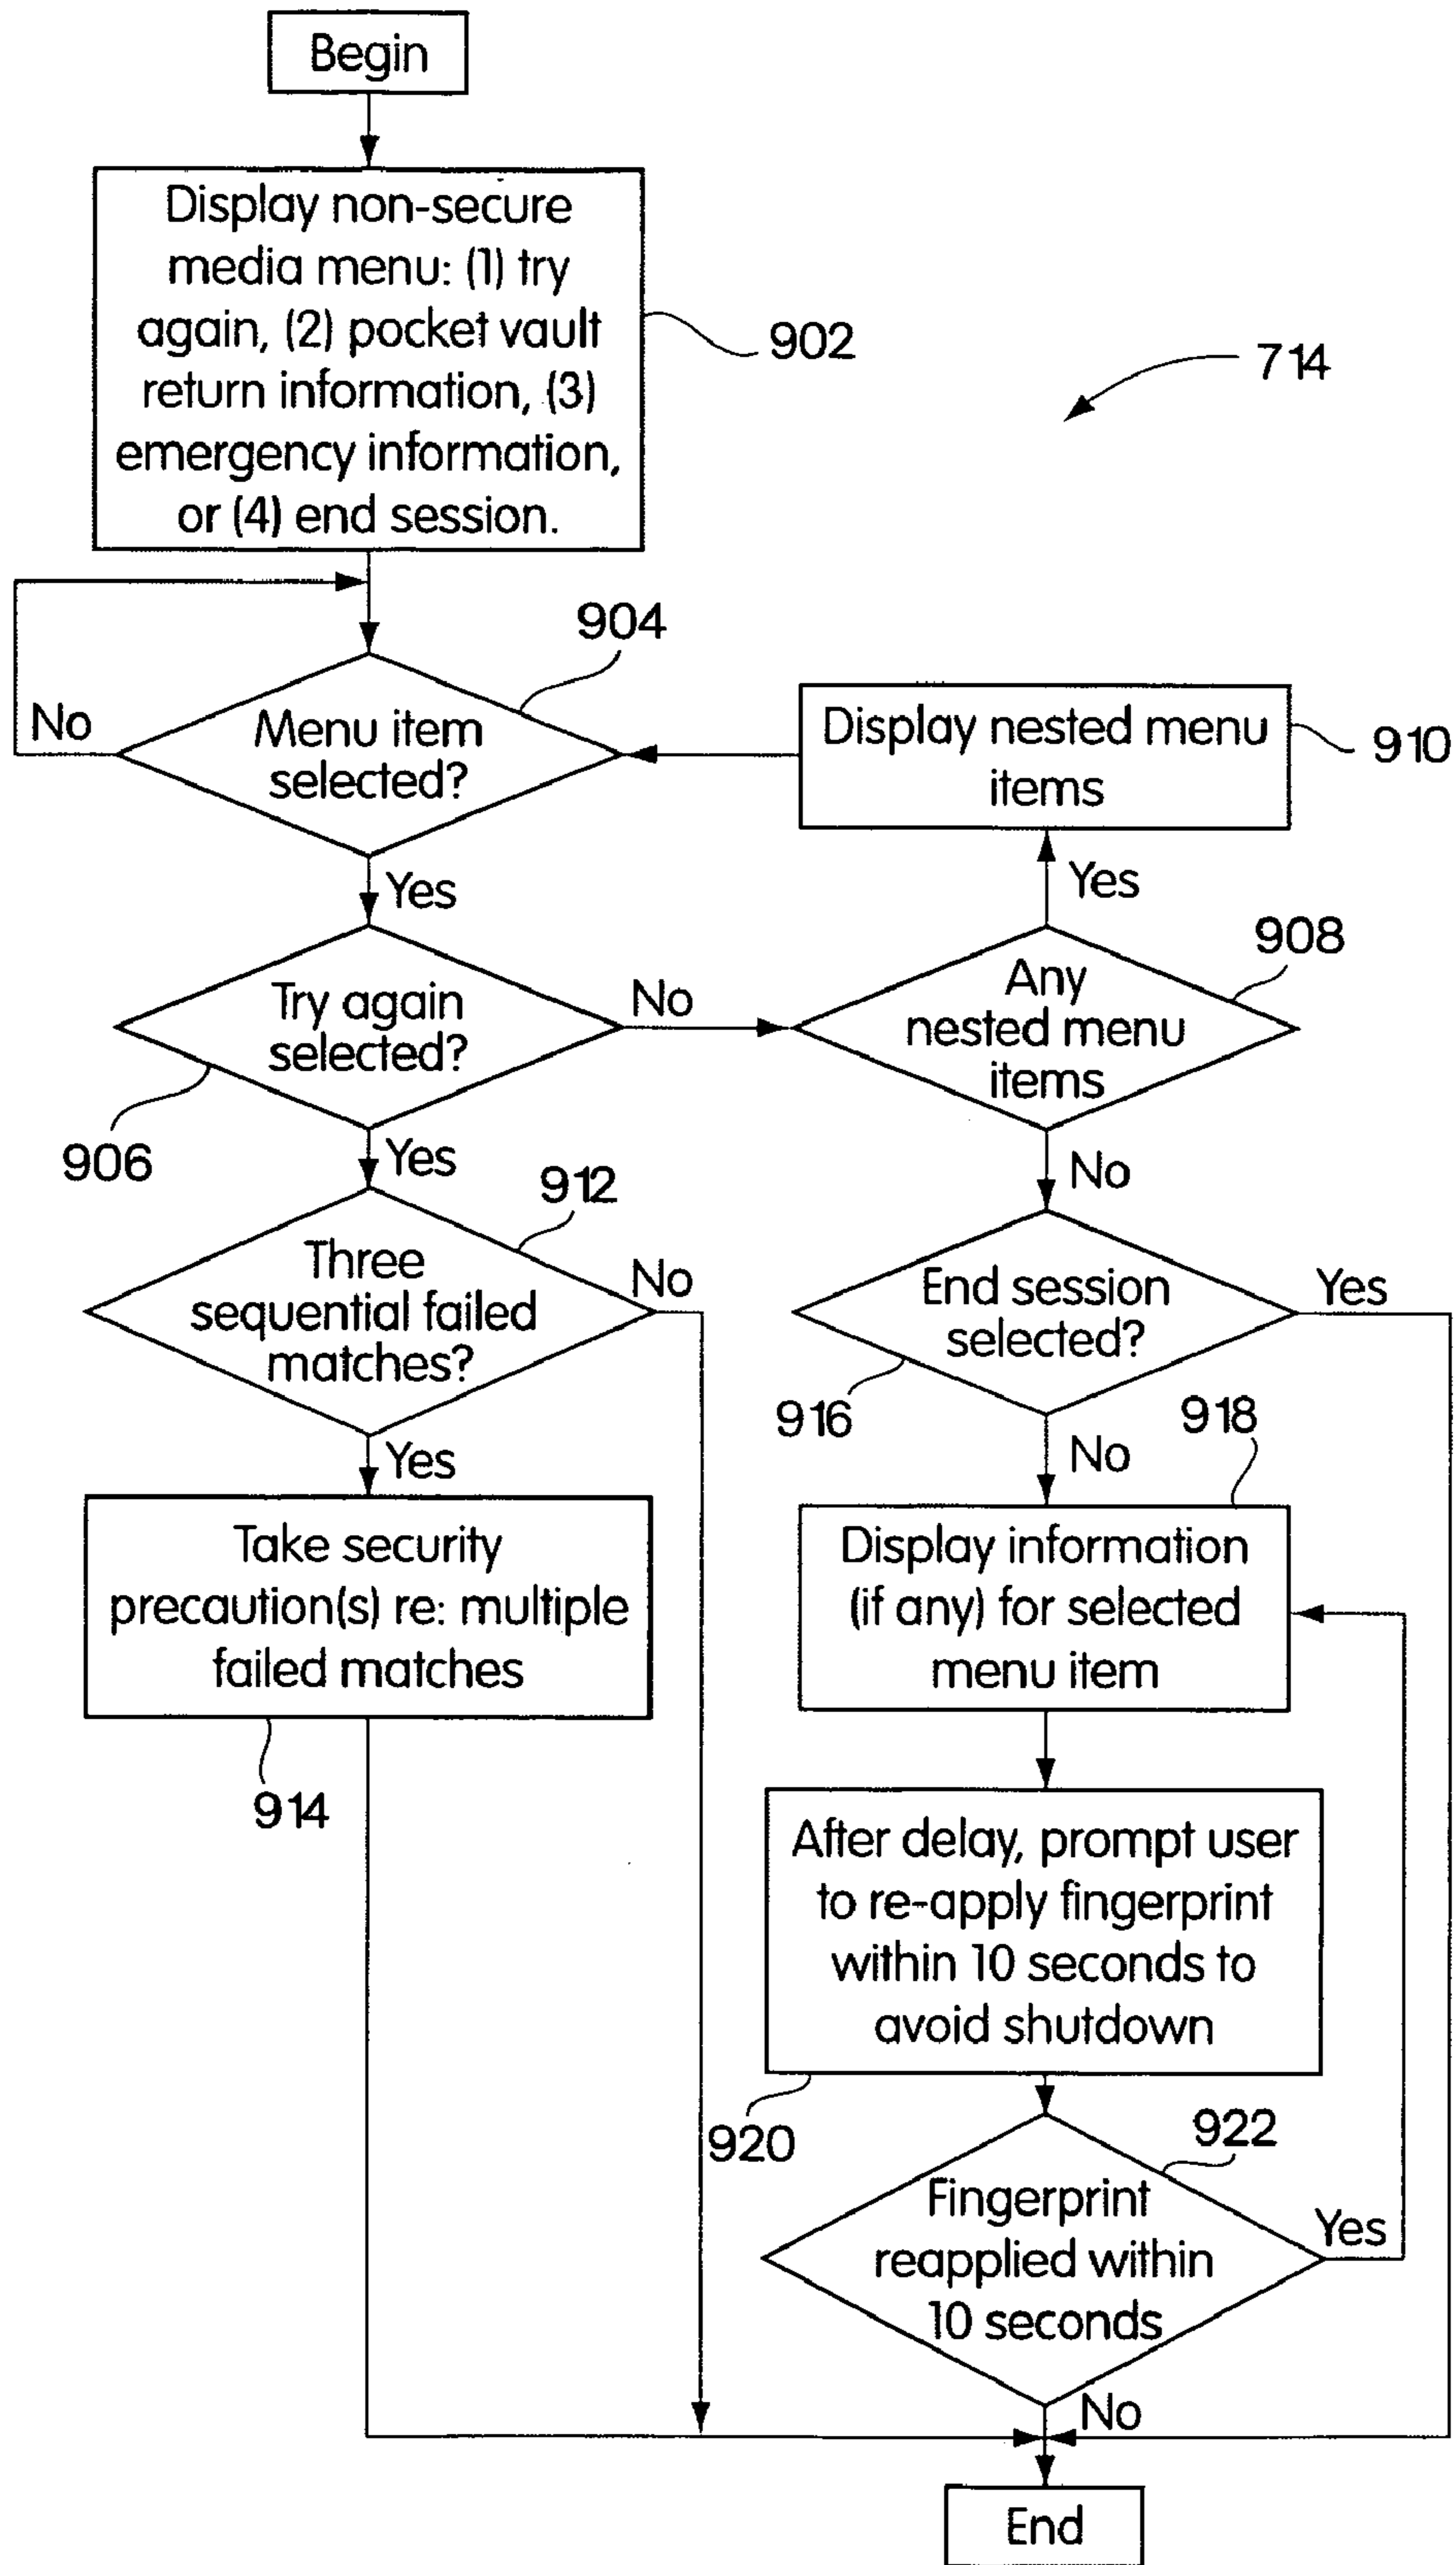 Begin
Display non-secure
media menu: (1) try
again, (2) pocket vault
return information, (3)
emergency information,
or (4) end session.
902
714
904
No
Menu item
selected?
Display nested menu
items
910
Yes
Yes
908
Try again
selected?
No
Any
nested menu
items
906
Yes
912
No
Three
sequential failed
matches?
No
End session
selected?
Yes
916
918
Yes
No
Take security
precaution(s) re: multiple
failed matches
Display information
(if any) for selected
menu item
914
After delay, prompt user
to re-apply fingerprint
within 10 seconds to
avoid shutdown
920
922
Fingerprint
reapplied within
10 seconds
Yes
No
End